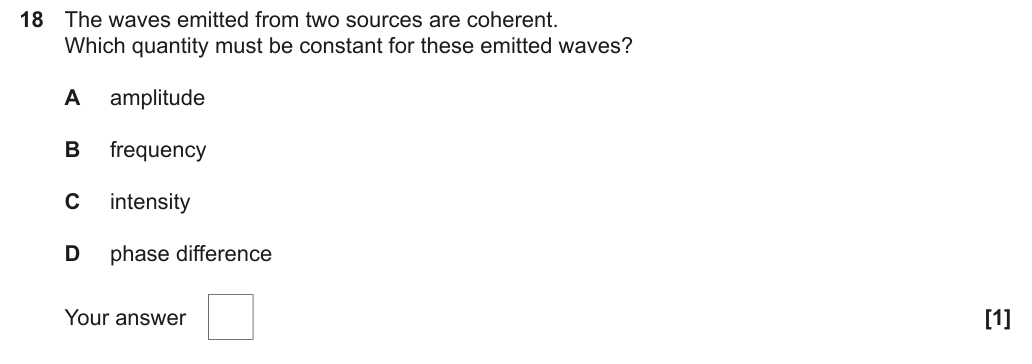 18 The waves emitted from two sources are coherent.
Which quantity must be constant for these emitted waves?
A amplitude
B frequency
C intensity
D phase difference
Your answer [1]